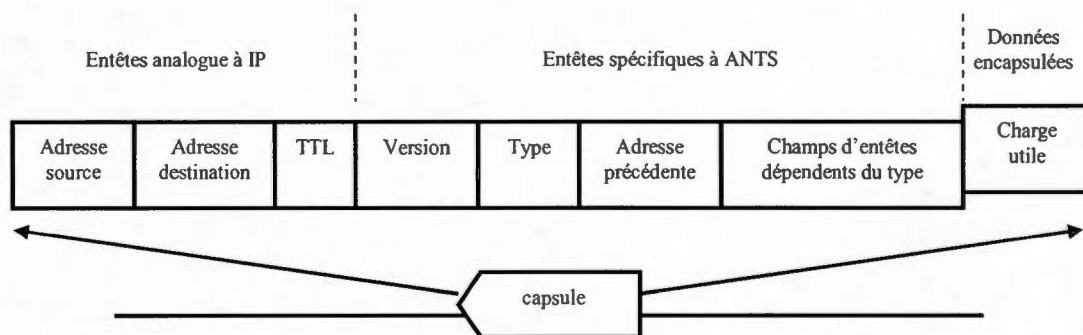 Entêtes analogue à IP
Entêtes spécifiques à ANTS
Données
encapsulées
Adresse
source
Adresse
destination
TTL
Version
Type
Adresse
précédente
Champs d'entêtes
dépendents du type
Charge
utile
capsule